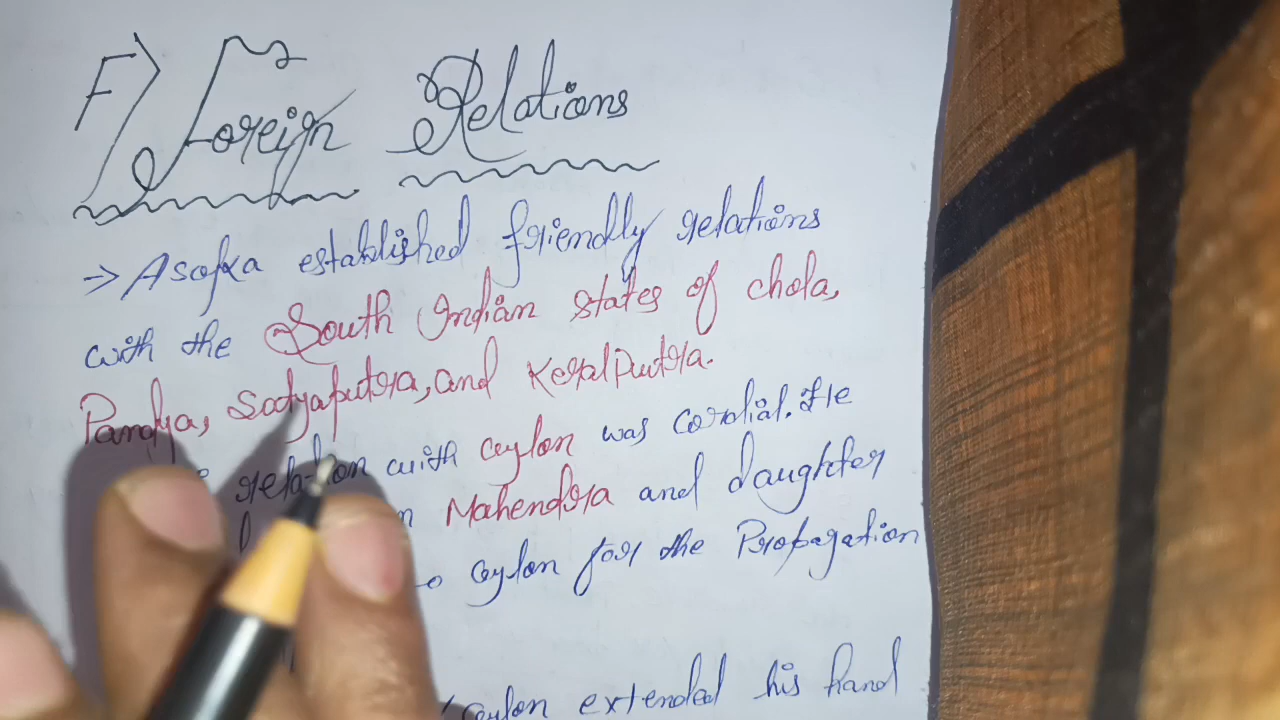 F) Foreign Relations
⇒ Asoka established friendly relations
with the South Indian states of chola,
Pandya, Satyaputra, and KeralPutra.
relation with Ceylon was cordial. He
Mahendra and daughter
Ceylon for the Propagation
Ceylon extended his hand